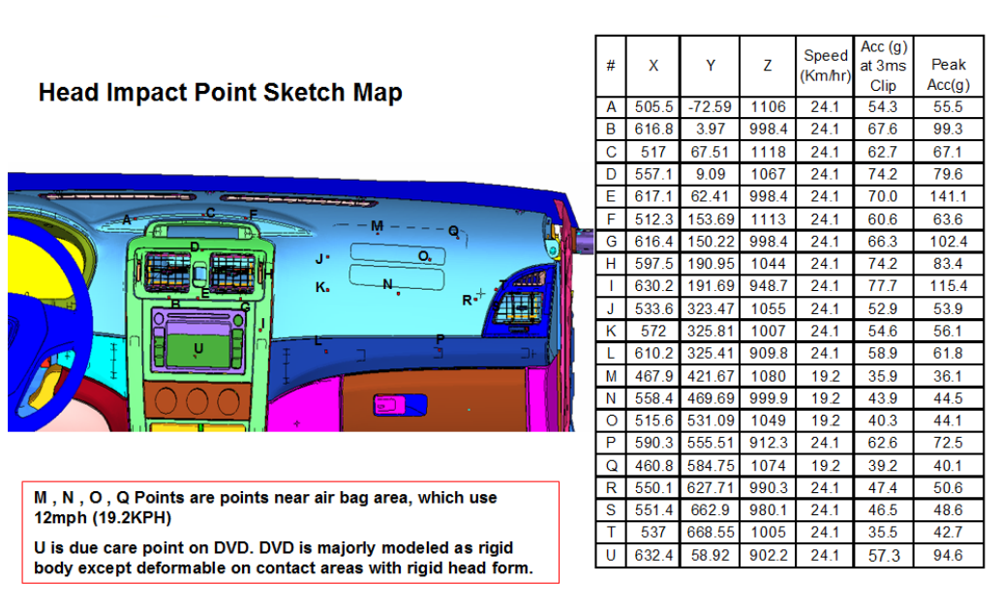 Head Impact Point Sketch Map
A C F
M Q
D
J O
H
E K N T
B G R
I
L P
U
M , N , O , Q Points are points near air bag area, which use
12mph (19.2KPH)
U is due care point on DVD. DVD is majorly modeled as rigid
body except deformable on contact areas with rigid head form.
# X Y Z Speed (Km/hr) Acc (g) at 3ms Clip Peak Acc(g)
A 505.5 -72.59 1106 24.1 54.3 55.5
B 616.8 3.97 998.4 24.1 67.6 99.3
C 517 67.51 1118 24.1 62.7 67.1
D 557.1 9.09 1067 24.1 74.2 79.6
E 617.1 62.41 998.4 24.1 70.0 141.1
F 512.3 153.69 1113 24.1 60.6 63.6
G 616.4 150.22 998.4 24.1 66.3 102.4
H 597.5 190.95 1044 24.1 74.2 83.4
I 630.2 191.69 948.7 24.1 77.7 115.4
J 533.6 323.47 1055 24.1 52.9 53.9
K 572 325.81 1007 24.1 54.6 56.1
L 610.2 325.41 909.8 24.1 58.9 61.8
M 467.9 421.67 1080 19.2 35.9 36.1
N 558.4 469.69 999.9 19.2 43.9 44.5
O 515.6 531.09 1049 19.2 40.3 44.1
P 590.3 555.51 912.3 24.1 62.6 72.5
Q 460.8 584.75 1074 19.2 39.2 40.1
R 550.1 627.71 990.3 24.1 47.4 50.6
S 551.4 662.9 980.1 24.1 46.5 48.6
T 537 668.55 1005 24.1 35.5 42.7
U 632.4 58.92 902.2 24.1 57.3 94.6